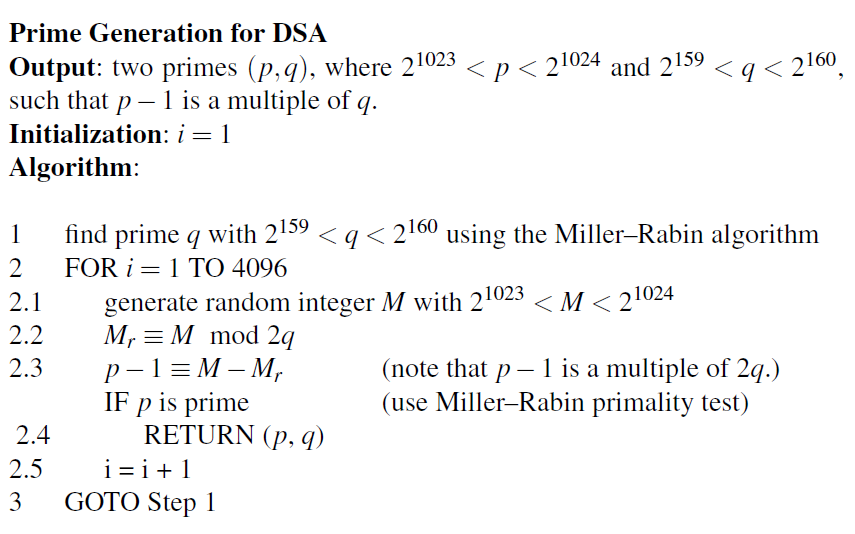 Prime Generation for DSA
Output: two primes (p,q), where 2^1023 < p < 2^1024 and 2^159 < q < 2^160,
such that p − 1 is a multiple of q.
Initialization: i = 1
Algorithm:
1 find prime q with 2^159 < q < 2^160 using the Miller–Rabin algorithm
2 FOR i = 1 TO 4096
2.1 generate random integer M with 2^1023 < M < 2^1024
2.2 M_r ≡ M mod 2q
2.3 p − 1 ≡ M − M_r (note that p − 1 is a multiple of 2q.)
IF p is prime (use Miller–Rabin primality test)
2.4 RETURN (p, q)
2.5 i = i + 1
3 GOTO Step 1